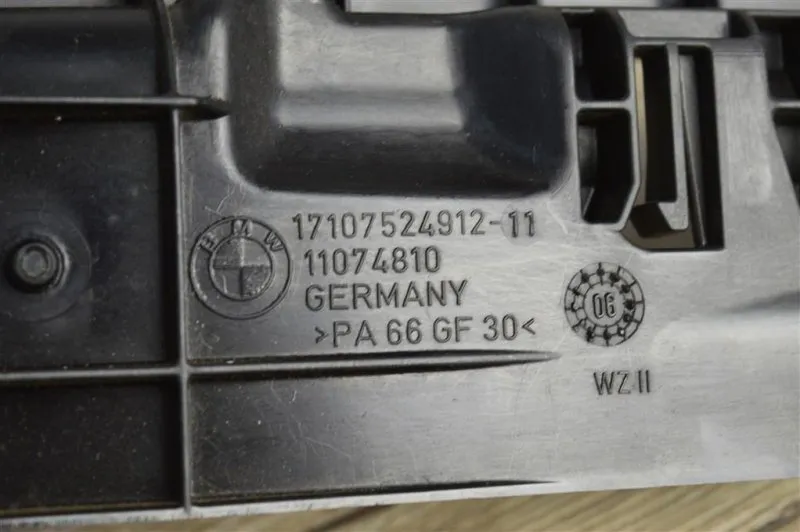 BMW
17107524912-11
11074810
GERMANY
>PA 66 GF 30<
06
WZ II